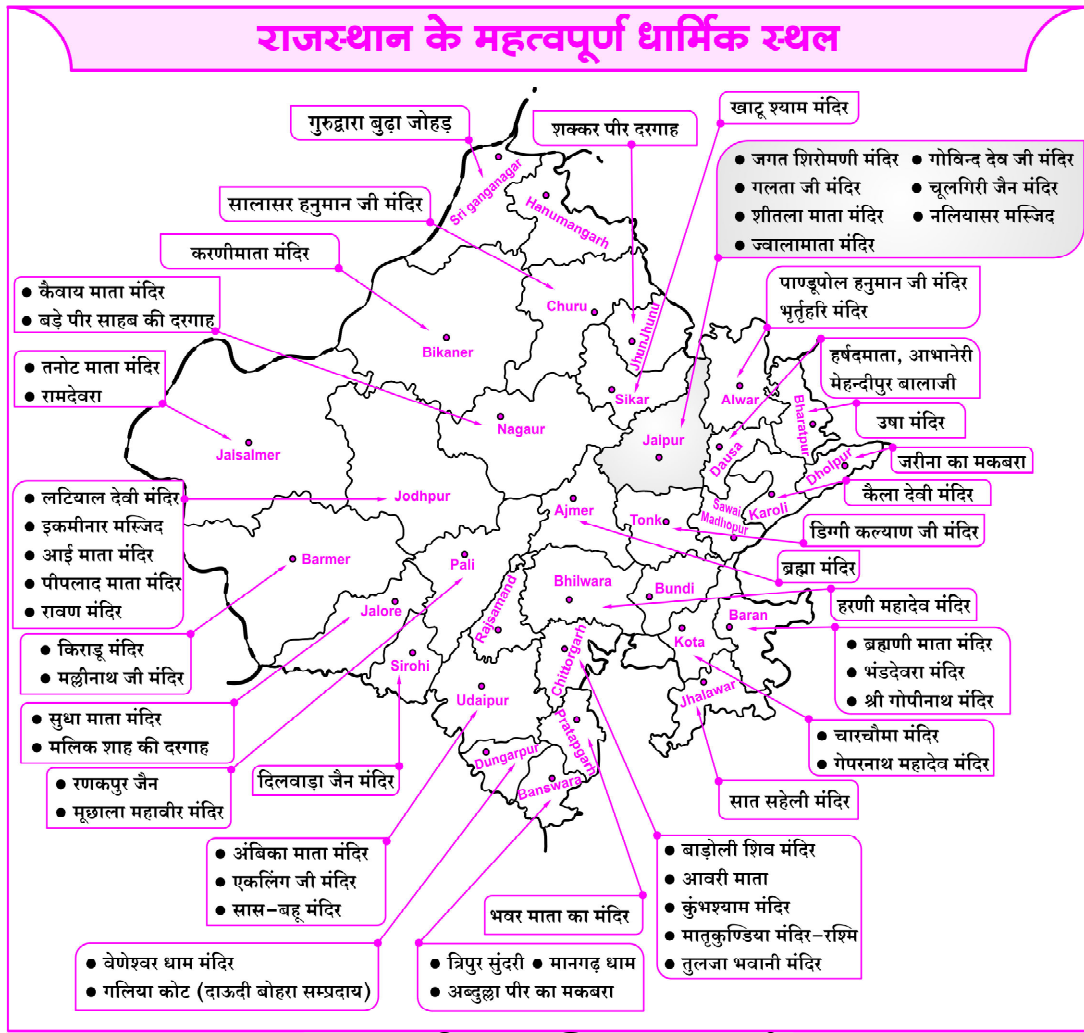 राजस्थान के महत्वपूर्ण धार्मिक स्थल
खाटू श्याम मंदिर
गुरुद्वारा बुढ़ा जोहड़
शक्कर पीर दरगाह
● जगत शिरोमणी मंदिर ● गोविन्द देव जी मंदिर
● गलता जी मंदिर ● चूलगिरी जैन मंदिर
● शीतला माता मंदिर ● नलियासर मस्जिद
● ज्वालामाता मंदिर
सालासर हनुमान जी मंदिर
करणीमाता मंदिर
● कैवाय माता मंदिर
● बड़े पीर साहब की दरगाह
● तनोट माता मंदिर
● रामदेवरा
पाण्डूपोल हनुमान जी मंदिर
भृर्तृहरि मंदिर
हर्षदमाता, आभानेरी
मेहन्दीपुर बालाजी
उषा मंदिर
जरीना का मकबरा
कैला देवी मंदिर
डिग्गी कल्याण जी मंदिर
ब्रह्मा मंदिर
हरणी महादेव मंदिर
Sri ganganagar
Hanumangarh
Churu
JhunJhunu
Bikaner
Sikar
Alwar
Bharatpur
Nagaur
Jaipur
Dausa
Dholpur
Jaisalmer
Jodhpur
Ajmer
Tonk
Sawai
Madhopur
Karoli
Barmer
Pali
Jalore
Rajsamand
Bhilwara
Bundi
Baran
Kota
Sirohi
Udaipur
Chittorgarh
Jhalawar
Dungarpur
Pratapgarh
Banswara
● लटियाल देवी मंदिर
● इकमीनार मस्जिद
● आई माता मंदिर
● पीपलाद माता मंदिर
● रावण मंदिर
● किराडू मंदिर
● मल्लीनाथ जी मंदिर
● सुधा माता मंदिर
● मलिक शाह की दरगाह
● रणकपुर जैन
● मूछाला महावीर मंदिर
दिलवाड़ा जैन मंदिर
● ब्रह्मणी माता मंदिर
● भंडदेवरा मंदिर
● श्री गोपीनाथ मंदिर
● चारचौमा मंदिर
● गेपरनाथ महादेव मंदिर
सात सहेली मंदिर
● अंबिका माता मंदिर
● एकलिंग जी मंदिर
● सास-बहू मंदिर
● बाड़ोली शिव मंदिर
● आवरी माता
● कुंभश्याम मंदिर
● मातृकुण्डिया मंदिर-रश्मि
● तुलजा भवानी मंदिर
भवर माता का मंदिर
● वेणेश्वर धाम मंदिर
● गलिया कोट (दाऊदी बोहरा सम्प्रदाय)
● त्रिपुर सुंदरी ● मानगढ़ धाम
● अब्दुल्ला पीर का मकबरा